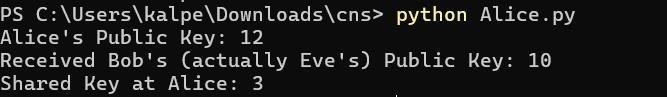 PS C:\Users\kalpe\Downloads\cns> python Alice.py
Alice's Public Key: 12
Received Bob's (actually Eve's) Public Key: 10
Shared Key at Alice: 3